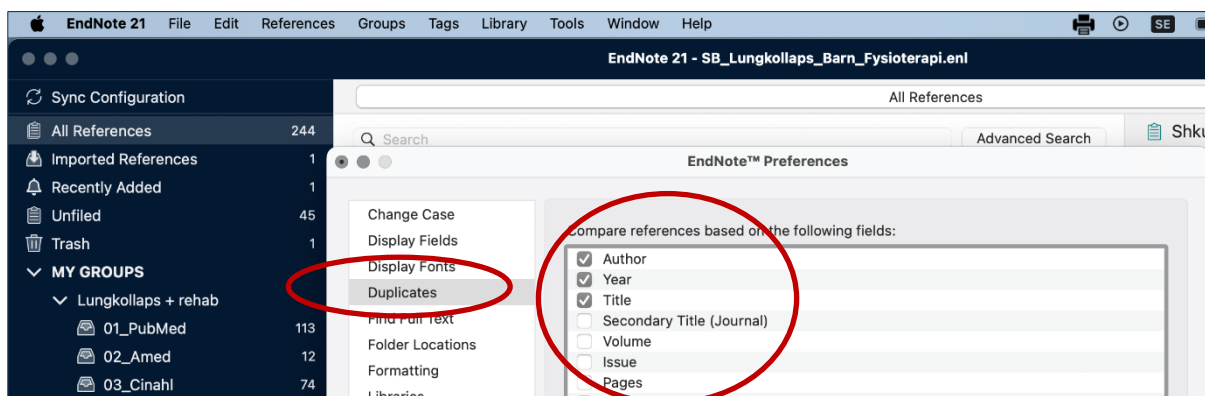 EndNote 21 File Edit References Groups Tags Library Tools Window Help SE
EndNote 21 - SB_Lungkollaps_Barn_Fysioterapi.enl
Sync Configuration
All References
All References 244
Search
Advanced Search
Imported References 1
EndNote™ Preferences
Recently Added 1
Unfiled 45
Trash 1
MY GROUPS
Lungkollaps + rehab
01_PubMed 113
02_Amed 12
03_Cinahl 74
Change Case
Display Fields
Display Fonts
Duplicates
Find Full Text
Folder Locations
Formatting
Libraries
Compare references based on the following fields:
Author
Year
Title
Secondary Title (Journal)
Volume
Issue
Pages